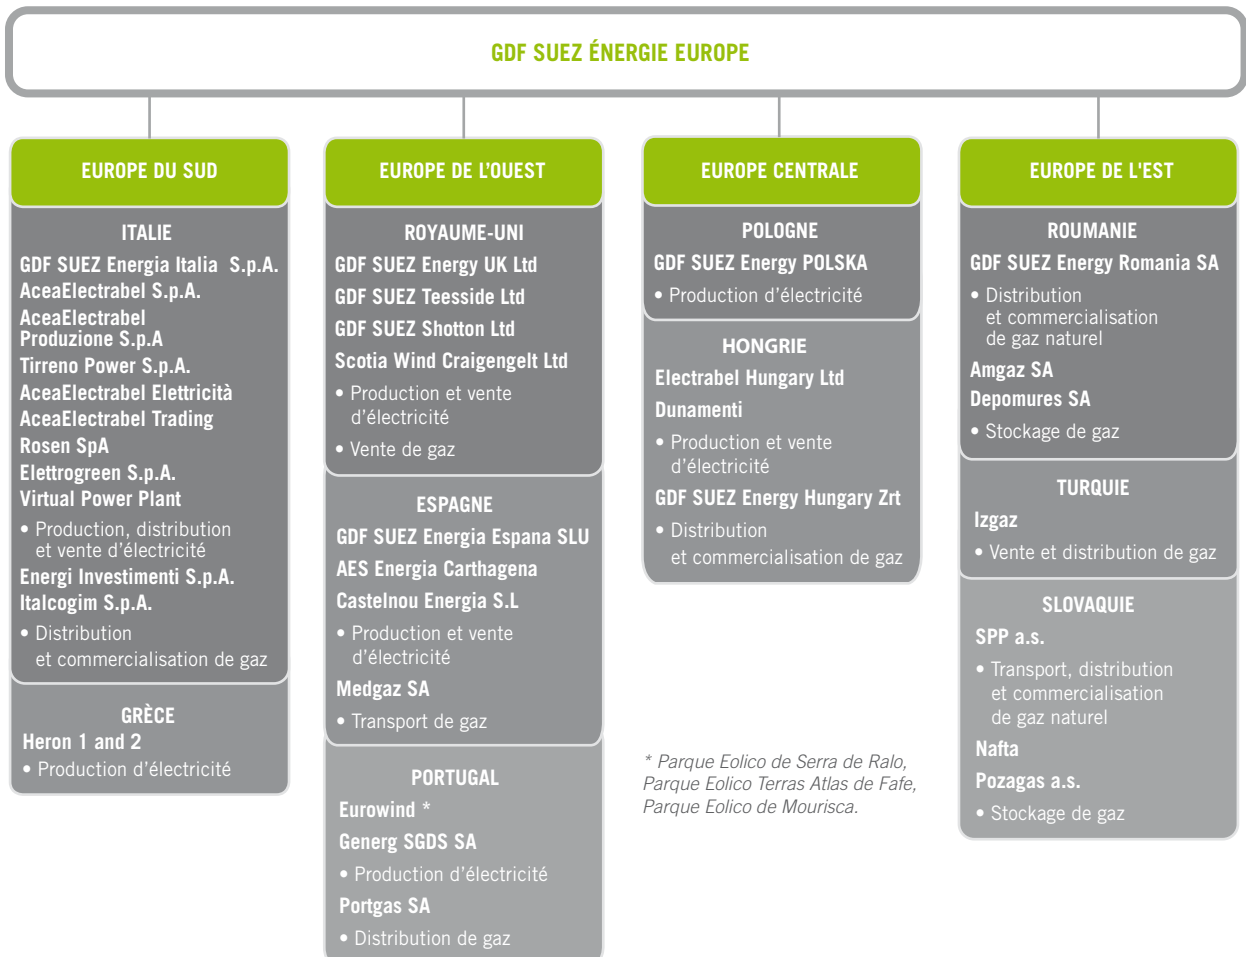 GDF SUEZ ÉNERGIE EUROPE
EUROPE DU SUD
ITALIE
GDF SUEZ Energia Italia S.p.A.
AceaElectrabel S.p.A.
AceaElectrabel
Produzione S.p.A
Tirreno Power S.p.A.
AceaElectrabel Elettricità
AceaElectrabel Trading
Rosen SpA
Elettrogreen S.p.A.
Virtual Power Plant
• Production, distribution
et vente d'électricité
Energi Investimenti S.p.A.
Italcogim S.p.A.
• Distribution
et commercialisation de gaz
GRÈCE
Heron 1 and 2
• Production d'électricité
EUROPE DE L'OUEST
ROYAUME-UNI
GDF SUEZ Energy UK Ltd
GDF SUEZ Teesside Ltd
GDF SUEZ Shotton Ltd
Scotia Wind Craigengelt Ltd
• Production et vente
d'électricité
• Vente de gaz
ESPAGNE
GDF SUEZ Energia Espana SLU
AES Energia Carthagena
Castelnou Energia S.L
• Production et vente
d'électricité
Medgaz SA
• Transport de gaz
PORTUGAL
Eurowind *
Generg SGDS SA
• Production d'électricité
Portgas SA
• Distribution de gaz
EUROPE CENTRALE
POLOGNE
GDF SUEZ Energy POLSKA
• Production d'électricité
HONGRIE
Electrabel Hungary Ltd
Dunamenti
• Production et vente
d'électricité
GDF SUEZ Energy Hungary Zrt
• Distribution
et commercialisation de gaz
* Parque Eolico de Serra de Ralo,
Parque Eolico Terras Atlas de Fafe,
Parque Eolico de Mourisca.
EUROPE DE L'EST
ROUMANIE
GDF SUEZ Energy Romania SA
• Distribution
et commercialisation
de gaz naturel
Amgaz SA
Depomures SA
• Stockage de gaz
TURQUIE
Izgaz
• Vente et distribution de gaz
SLOVAQUIE
SPP a.s.
• Transport, distribution
et commercialisation
de gaz naturel
Nafta
Pozagas a.s.
• Stockage de gaz